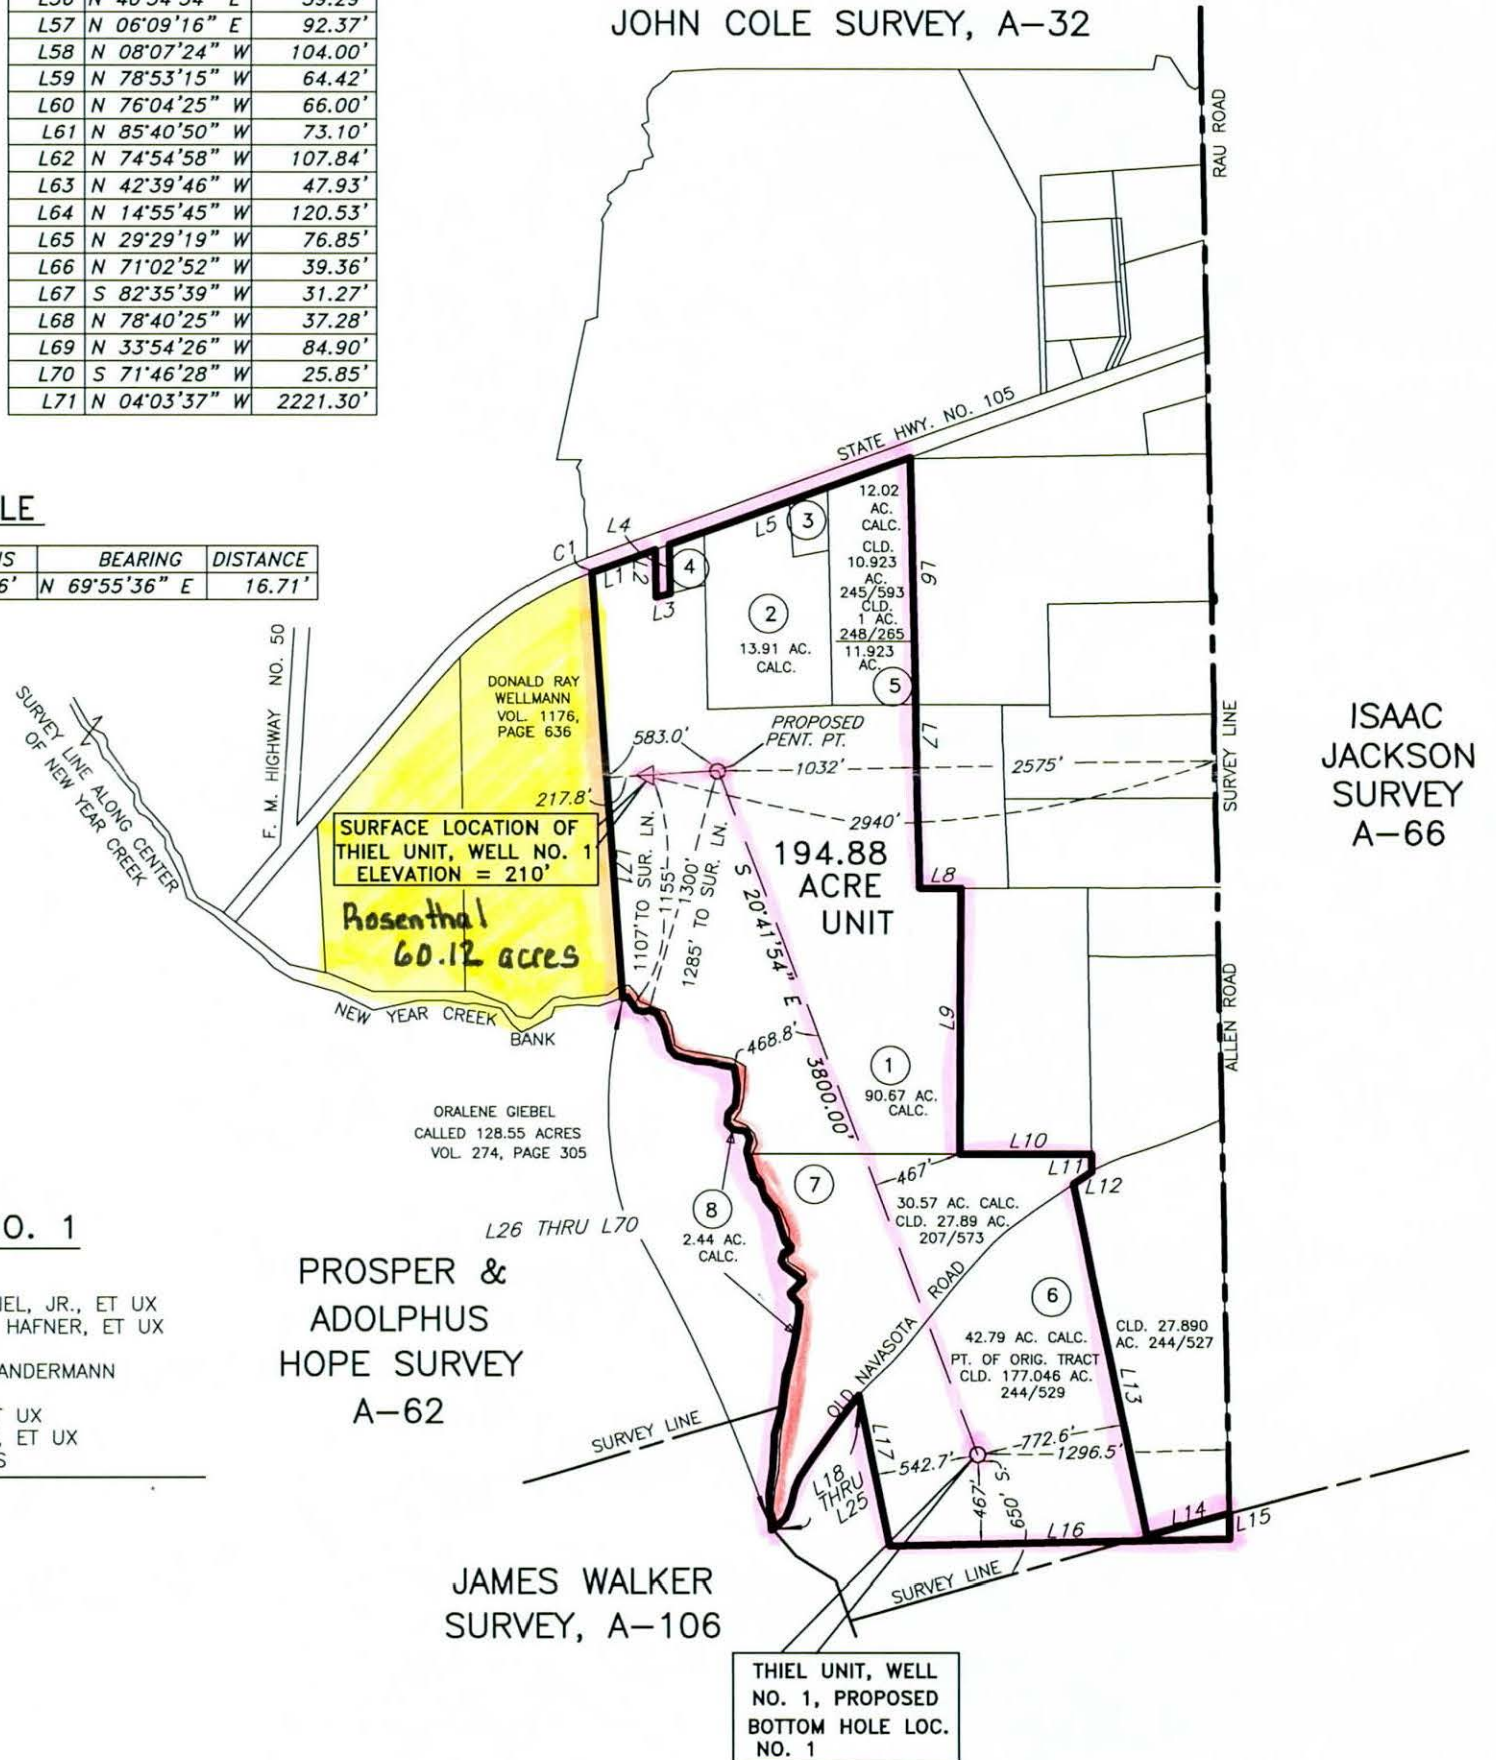 JOHN COLE SURVEY, A-32
L57 N 06°09'16" E 92.37'
L58 N 08°07'24" W 104.00'
L59 N 78°53'15" W 64.42'
L60 N 76°04'25" W 66.00'
L61 N 85°40'50" W 73.10'
L62 N 74°54'58" W 107.84'
L63 N 42°39'46" W 47.93'
L64 N 14°55'45" W 120.53'
L65 N 29°29'19" W 76.85'
L66 N 71°02'52" W 39.36'
L67 S 82°35'39" W 31.27'
L68 N 78°40'25" W 37.28'
L69 N 33°54'26" W 84.90'
L70 S 71°46'28" W 25.85'
L71 N 04°03'37" W 2221.30'
RAU ROAD
STATE HWY. NO. 105
LE
BEARING DISTANCE
N 69°55'36" E 16.71'
C1
L1
L2
L3
L4
L5
L6
L7
3
4
12.02
AC.
CALC.
CLD.
10.923
AC.
245/593
CLD.
1 AC.
248/265
11.923
AC.
5
2
13.91 AC.
CALC.
F. M. HIGHWAY NO. 50
SURVEY LINE ALONG CENTER
OF NEW YEAR CREEK
DONALD RAY
WELLMANN
VOL. 1176,
PAGE 636
583.0'
PROPOSED
PENT. PT.
1032'
2575'
217.8'
2940'
SURVEY LINE
ISAAC
JACKSON
SURVEY
A-66
SURFACE LOCATION OF
THIEL UNIT, WELL NO. 1
ELEVATION = 210'
L71
1107' TO SUR. LN.
1155'
1300'
1285' TO SUR. LN.
S 20°41'54" E
3800.00'
194.88
ACRE
UNIT
L8
Rosenthal
60.12 acres
NEW YEAR CREEK
BANK
L9
ALLEN ROAD
468.8'
1
90.67 AC.
CALC.
ORALENE GIEBEL
CALLED 128.55 ACRES
VOL. 274, PAGE 305
L10
L11
L12
467'
7
30.57 AC. CALC.
CLD. 27.89 AC.
207/573
8
2.44 AC.
CALC.
L26 THRU L70
O. 1
IEL, JR., ET UX
HAFNER, ET UX
ANDERMANN
UX
ET UX
S
PROSPER &
ADOLPHUS
HOPE SURVEY
A-62
OLD NAVASOTA ROAD
6
42.79 AC. CALC.
PT. OF ORIG. TRACT
CLD. 177.046 AC.
244/529
CLD. 27.890
AC. 244/527
L13
SURVEY LINE
L17
L18
THRU
L25
542.7'
772.6'
1296.5'
467'
650' S.
L14
L15
L16
SURVEY LINE
JAMES WALKER
SURVEY, A-106
THIEL UNIT, WELL
NO. 1, PROPOSED
BOTTOM HOLE LOC.
NO. 1